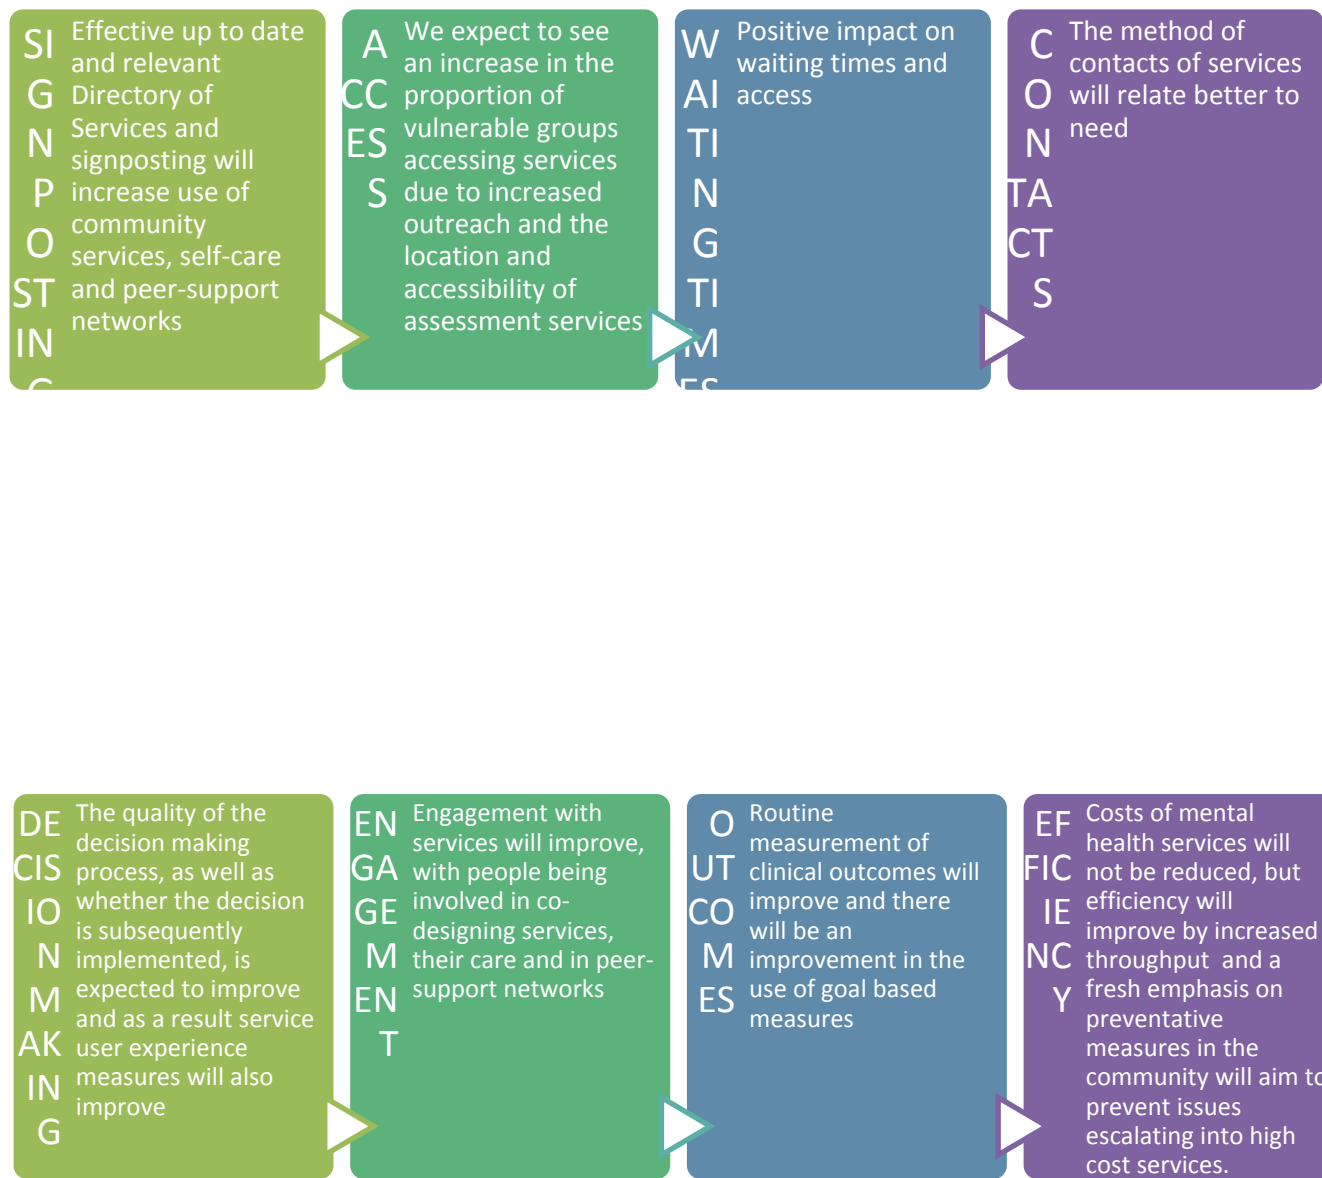 SI
G
N
P
O
ST
IN
G
Effective up to date
and relevant
Directory of
Services and
signposting will
increase use of
community
services, self-care
and peer-support
networks
A
CC
ES
S
We expect to see
an increase in the
proportion of
vulnerable groups
accessing services
due to increased
outreach and the
location and
accessibility of
assessment services
W
AI
TI
N
G
TI
M
ES
Positive impact on
waiting times and
access
C
O
N
TA
CT
S
The method of
contacts of services
will relate better to
need
DE
CIS
IO
N
M
AK
IN
G
The quality of the
decision making
process, as well as
whether the decision
is subsequently
implemented, is
expected to improve
and as a result service
user experience
measures will also
improve
EN
GA
GE
M
EN
T
Engagement with
services will improve,
with people being
involved in co-
designing services,
their care and in peer-
support networks
O
UT
CO
M
ES
Routine
measurement of
clinical outcomes will
improve and there
will be an
improvement in the
use of goal based
measures
EF
FIC
IE
NC
Y
Costs of mental
health services will
not be reduced, but
efficiency will
improve by increased
throughput  and a
fresh emphasis on
preventative
measures in the
community will aim to
prevent issues
escalating into high
cost services.